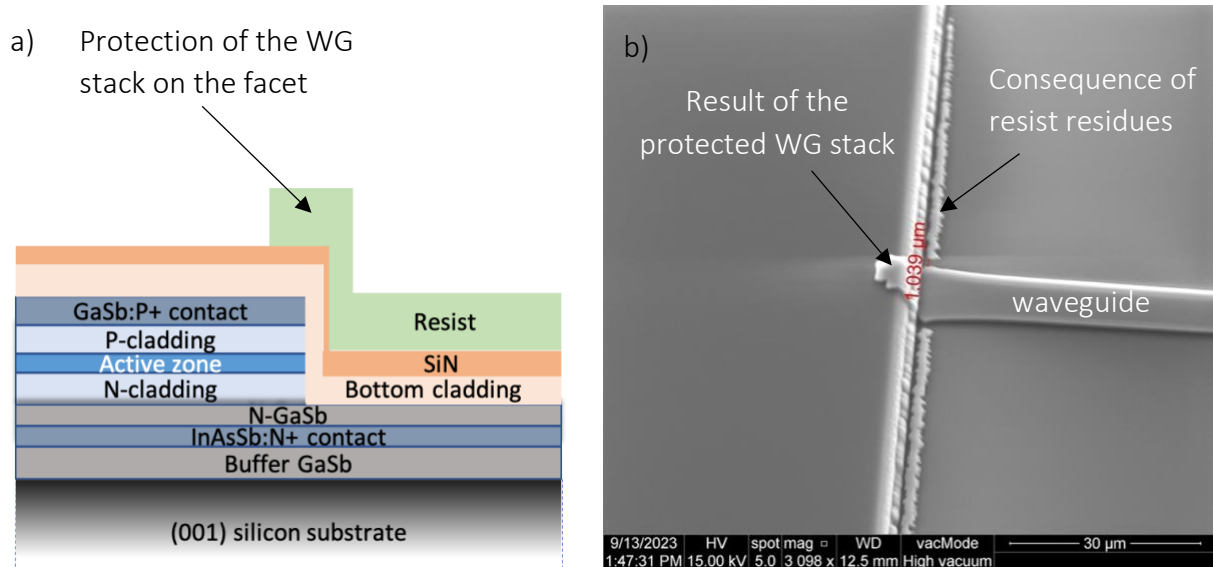 a)
Protection of the WG
stack on the facet
GaSb:P+ contact
P-cladding
Active zone
N-cladding
Resist
SiN
Bottom cladding
N-GaSb
InAsSb:N+ contact
Buffer GaSb
(001) silicon substrate
b)
Result of the
protected WG stack
Consequence of
resist residues
1.039 µm
waveguide
9/13/2023 HV spot mag □ WD vacMode
1:47:31 PM 15.00 kV 5.0 3 098 x 12.5 mm High vacuum
30 µm